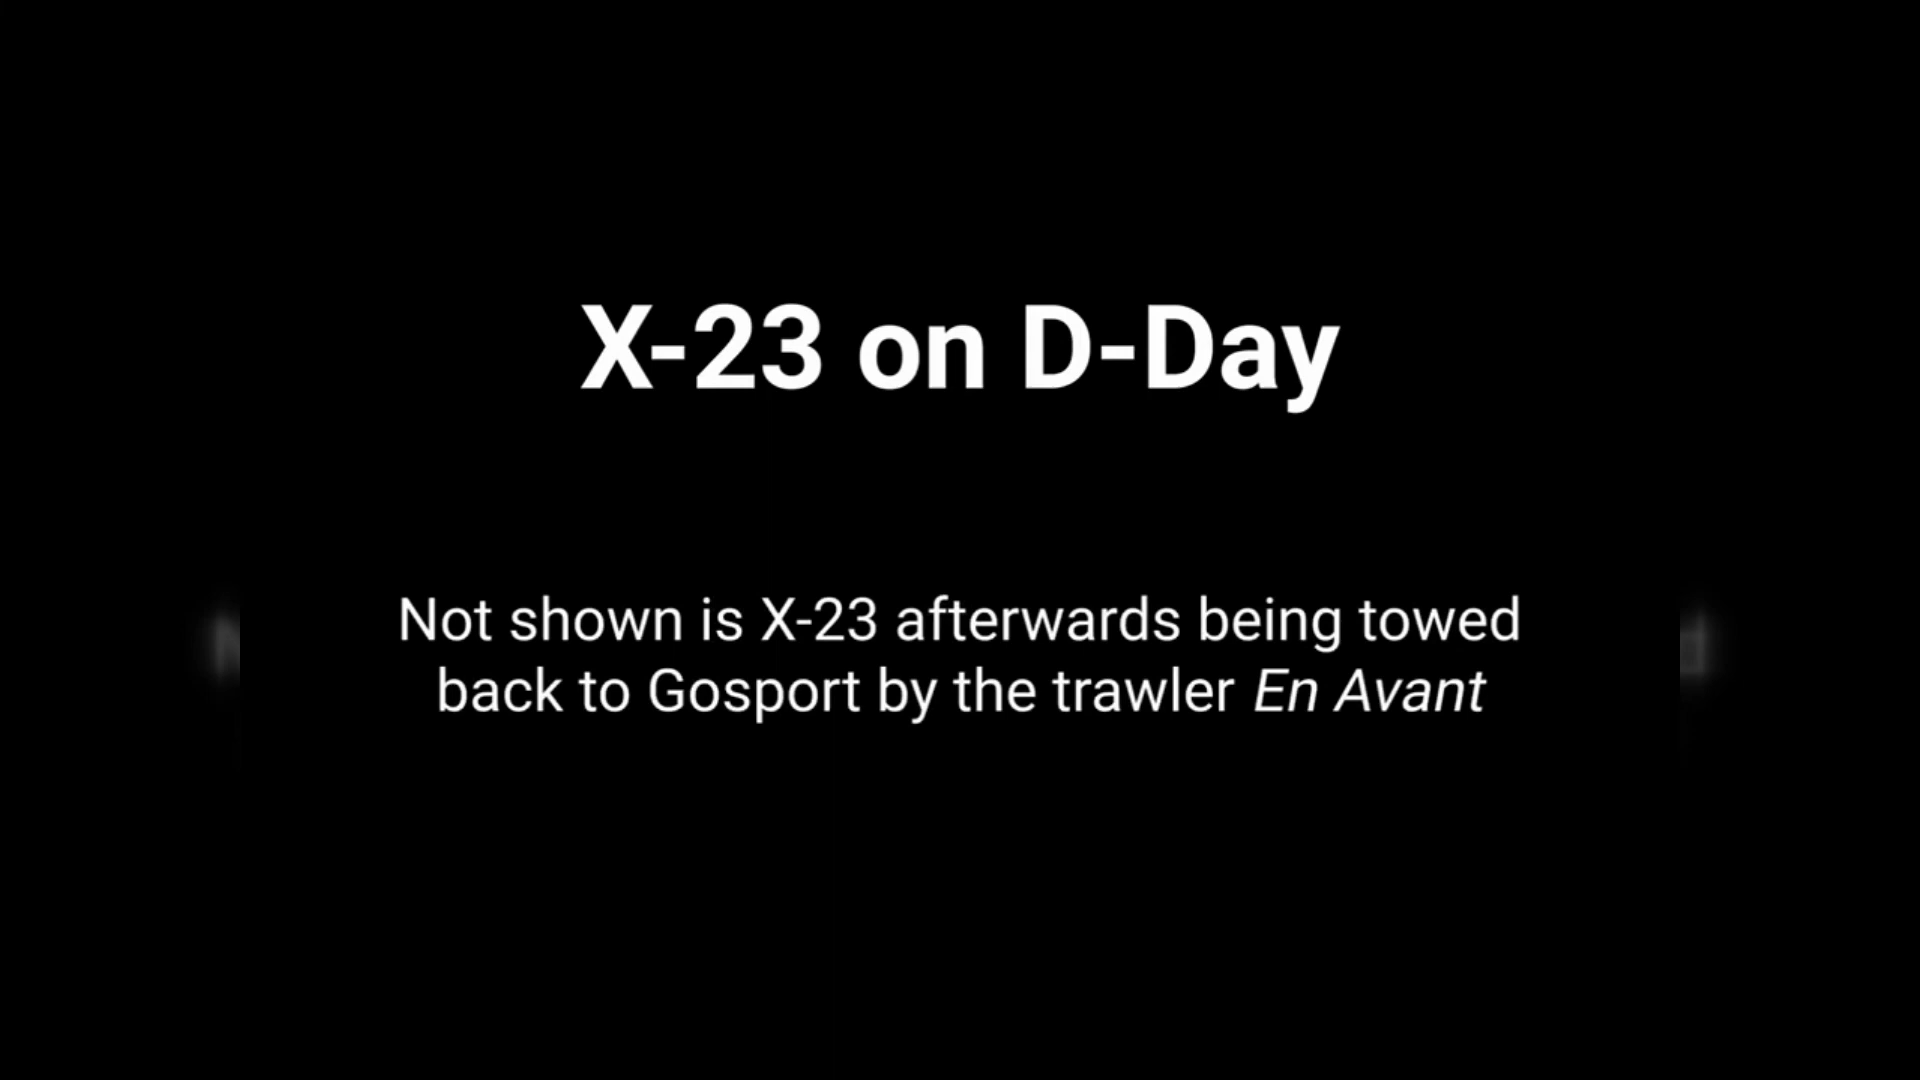 X-23 on D-Day
Not shown is X-23 afterwards being towed
back to Gosport by the trawler En Avant